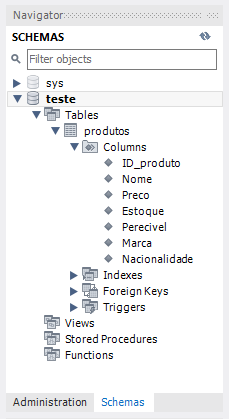 Navigator
SCHEMAS
Filter objects
sys
teste
Tables
produtos
Columns
ID_produto
Nome
Preco
Estoque
Perecivel
Marca
Nacionalidade
Indexes
Foreign Keys
Triggers
Views
Stored Procedures
Functions
Administration Schemas